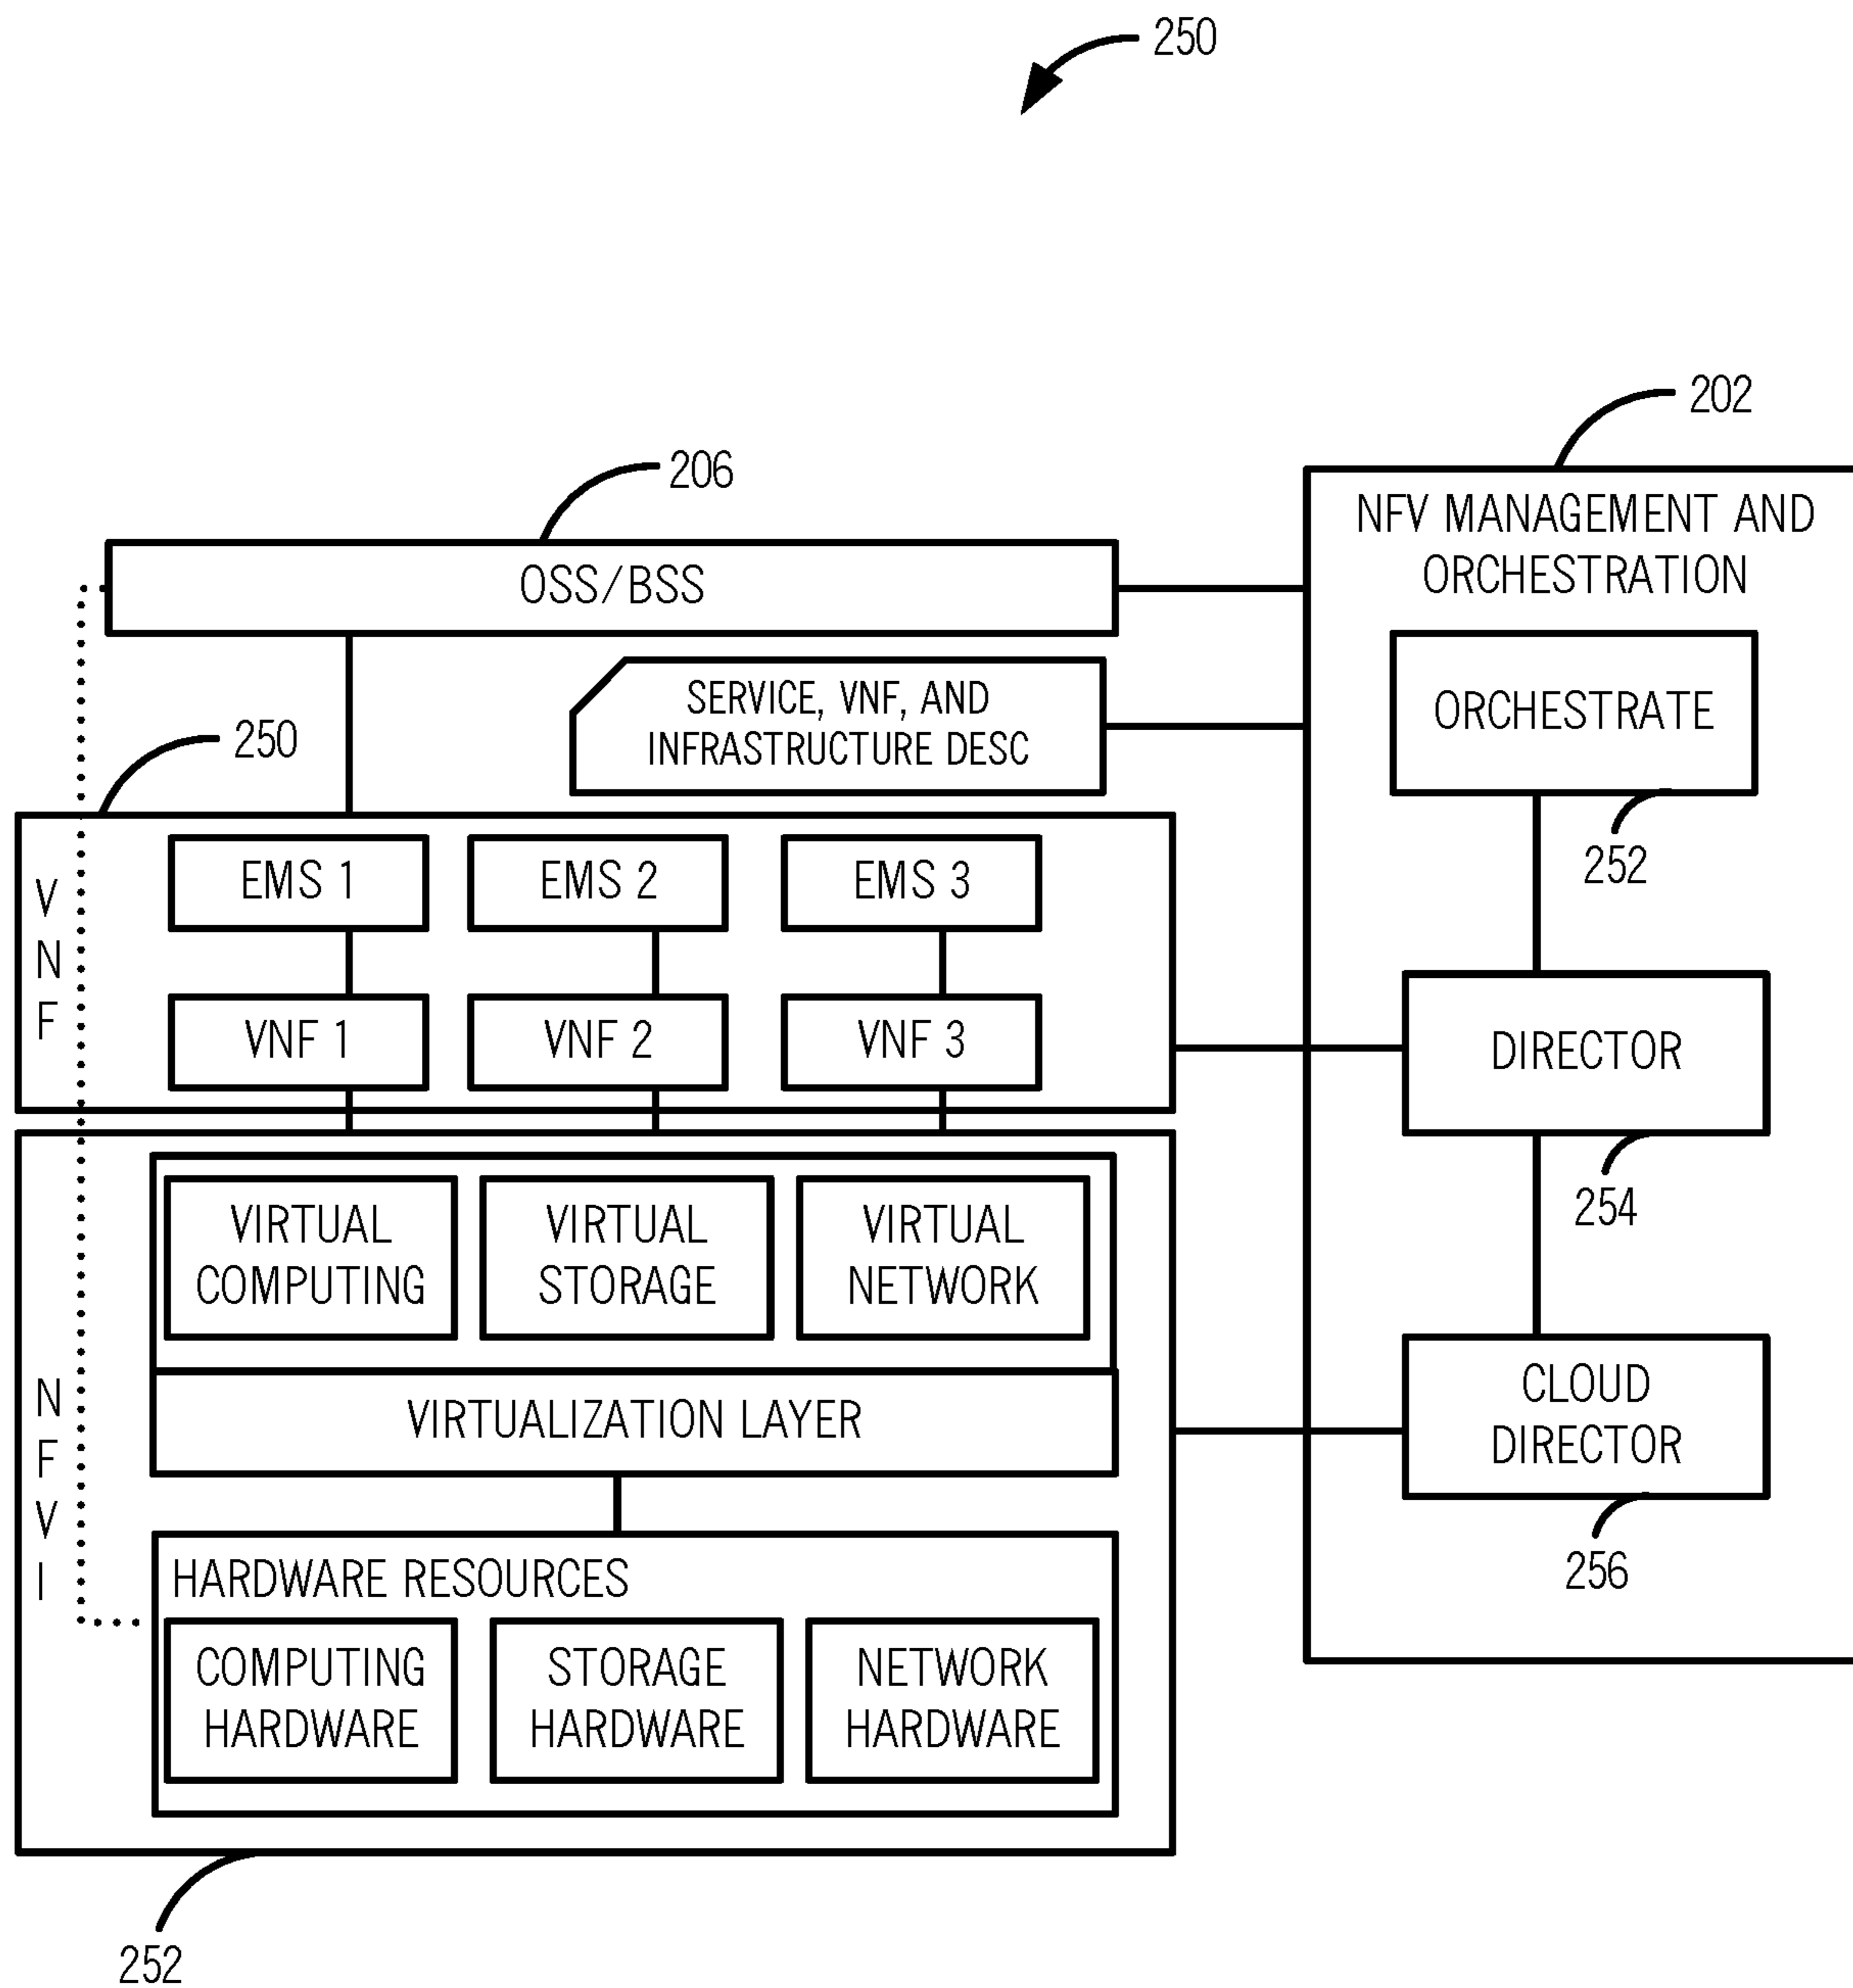 250
202
206
NFV MANAGEMENT AND
ORCHESTRATION
OSS/BSS
SERVICE, VNF, AND
INFRASTRUCTURE DESC
ORCHESTRATE
250
252
EMS 1
EMS 2
EMS 3
VNF
VNF 1
VNF 2
VNF 3
DIRECTOR
254
VIRTUAL
COMPUTING
VIRTUAL
STORAGE
VIRTUAL
NETWORK
NFVI
VIRTUALIZATION LAYER
CLOUD
DIRECTOR
256
HARDWARE RESOURCES
COMPUTING
HARDWARE
STORAGE
HARDWARE
NETWORK
HARDWARE
252